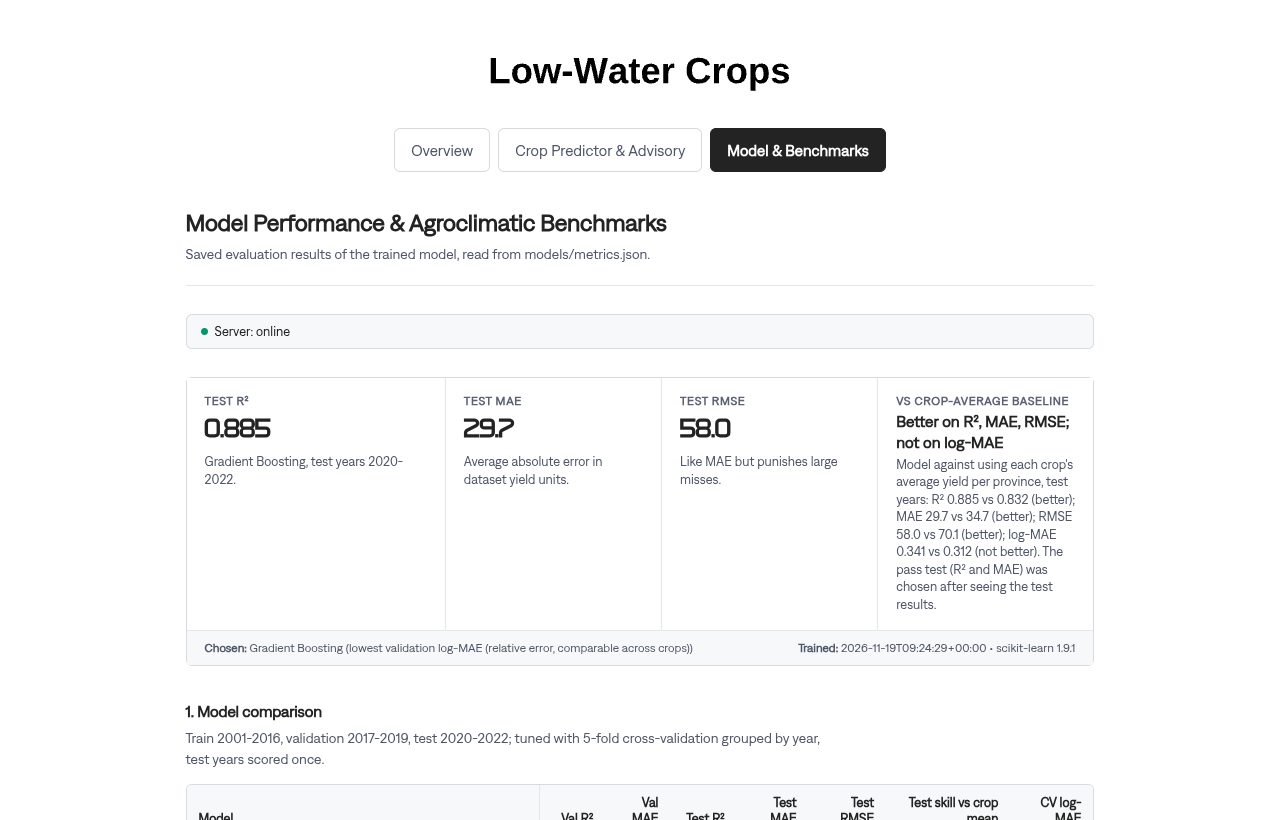 Low-Water Crops
Overview
Crop Predictor & Advisory
Model & Benchmarks
Model Performance & Agroclimatic Benchmarks
Saved evaluation results of the trained model, read from models/metrics.json.
Server: online
TEST R²
0.885
Gradient Boosting, test years 2020-
2022.
TEST MAE
29.7
Average absolute error in
dataset yield units.
TEST RMSE
58.0
Like MAE but punishes large
misses.
VS CROP-AVERAGE BASELINE
Better on R², MAE, RMSE;
not on log-MAE
Model against using each crop's
average yield per province, test
years: R² 0.885 vs 0.832 (better);
MAE 29.7 vs 34.7 (better); RMSE
58.0 vs 70.1 (better); log-MAE
0.341 vs 0.312 (not better). The
pass test (R² and MAE) was
chosen after seeing the test
results.
Chosen: Gradient Boosting (lowest validation log-MAE (relative error, comparable across crops))
Trained: 2026-11-19T09:24:29+00:00 • scikit-learn 1.9.1
1. Model comparison
Train 2001-2016, validation 2017-2019, test 2020-2022; tuned with 5-fold cross-validation grouped by year,
test years scored once.
Model
Val R²
Val
MAE
Test R²
Test
MAE
Test
RMSE
Test skill vs crop
mean
CV log-
MAE